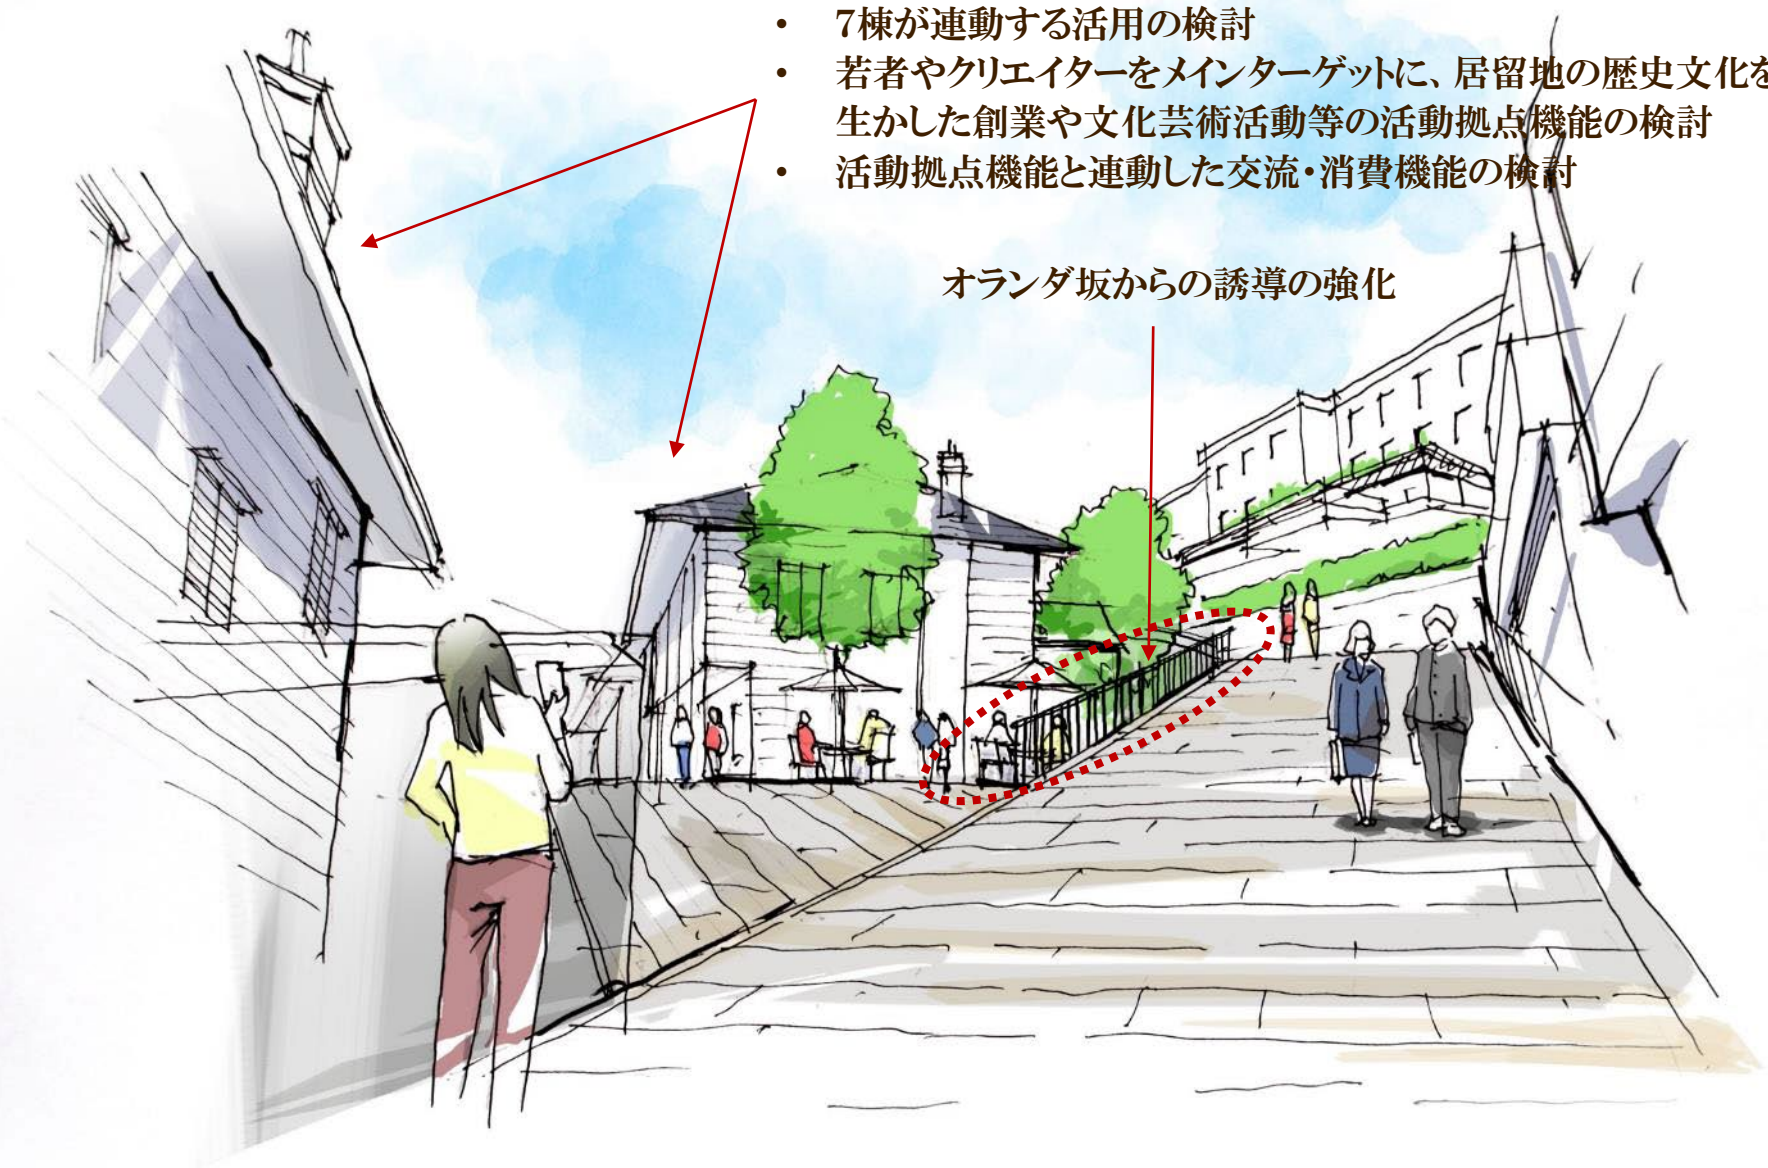 • 7棟が連動する活用の検討
• 若者やクリエイターをメインターゲットに、居留地の歴史文化を
生かした創業や文化芸術活動等の活動拠点機能の検討
• 活動拠点機能と連動した交流・消費機能の検討
オランダ坂からの誘導の強化